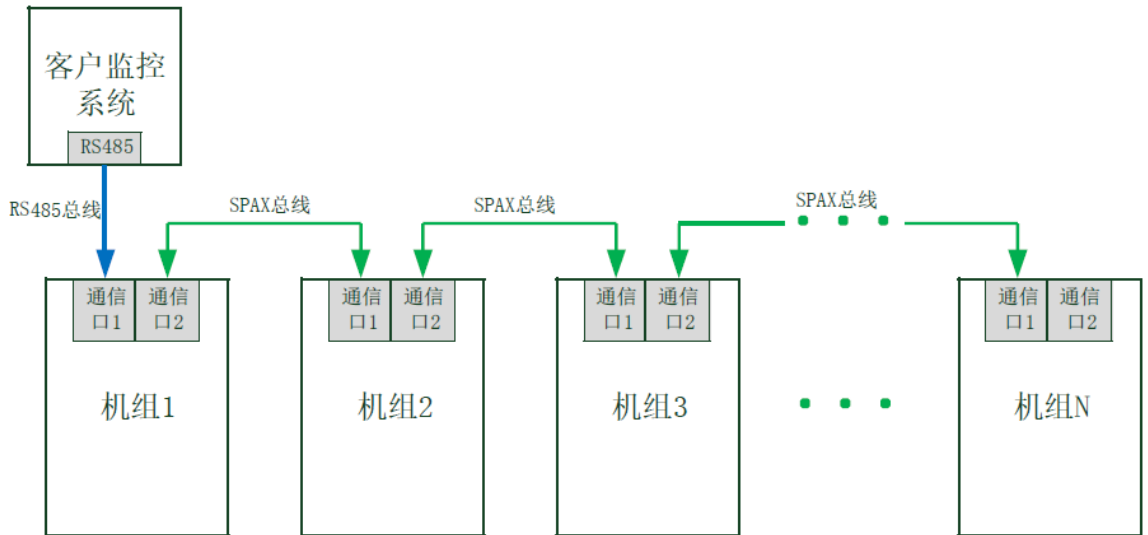 客户监控
系统
RS485
RS485总线
SPAX总线
SPAX总线
SPAX总线
通信
口1
通信
口2
通信
口1
通信
口2
通信
口1
通信
口2
通信
口1
通信
口2
机组1
机组2
机组3
机组N